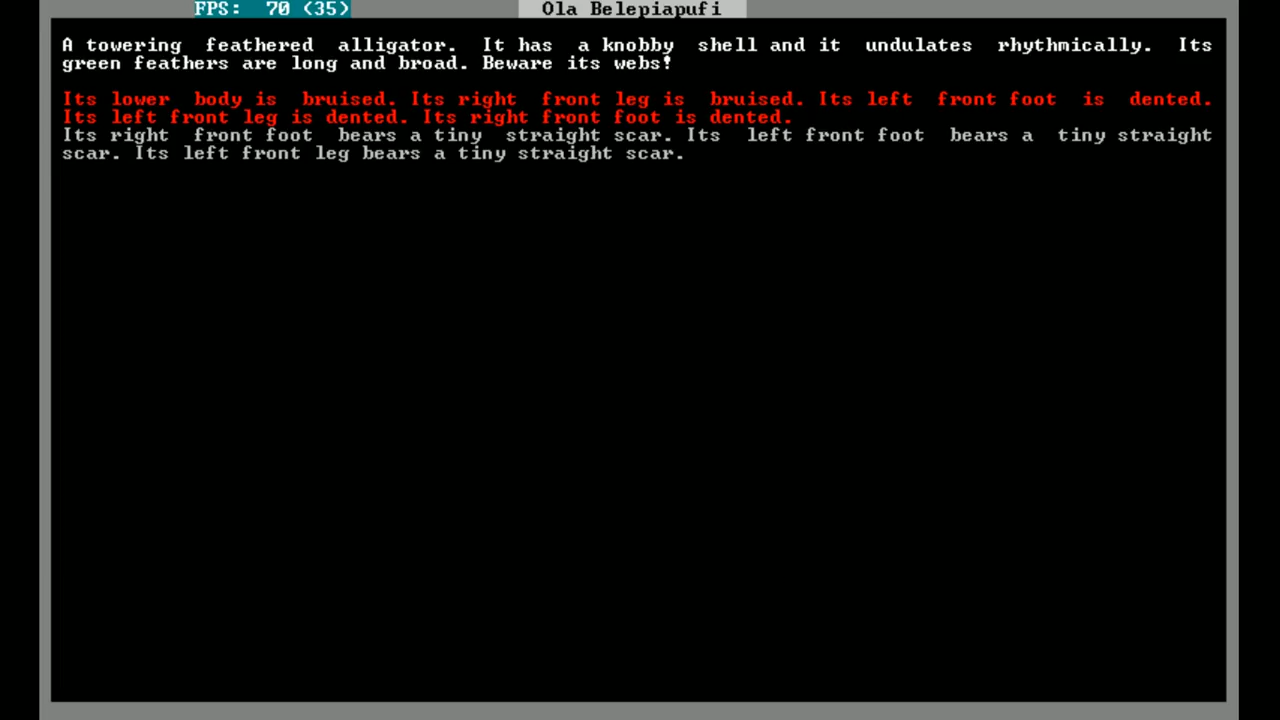 FPS: 70 (35) Ola Belepiapufi
A towering feathered alligator. It has a knobby shell and it undulates rhythmically. Its
green feathers are long and broad. Beware its webs!
Its lower body is bruised. Its right front leg is bruised. Its left front foot is dented.
Its left front leg is dented. Its right front foot is dented.
Its right front foot bears a tiny straight scar. Its left front foot bears a tiny straight
scar. Its left front leg bears a tiny straight scar.